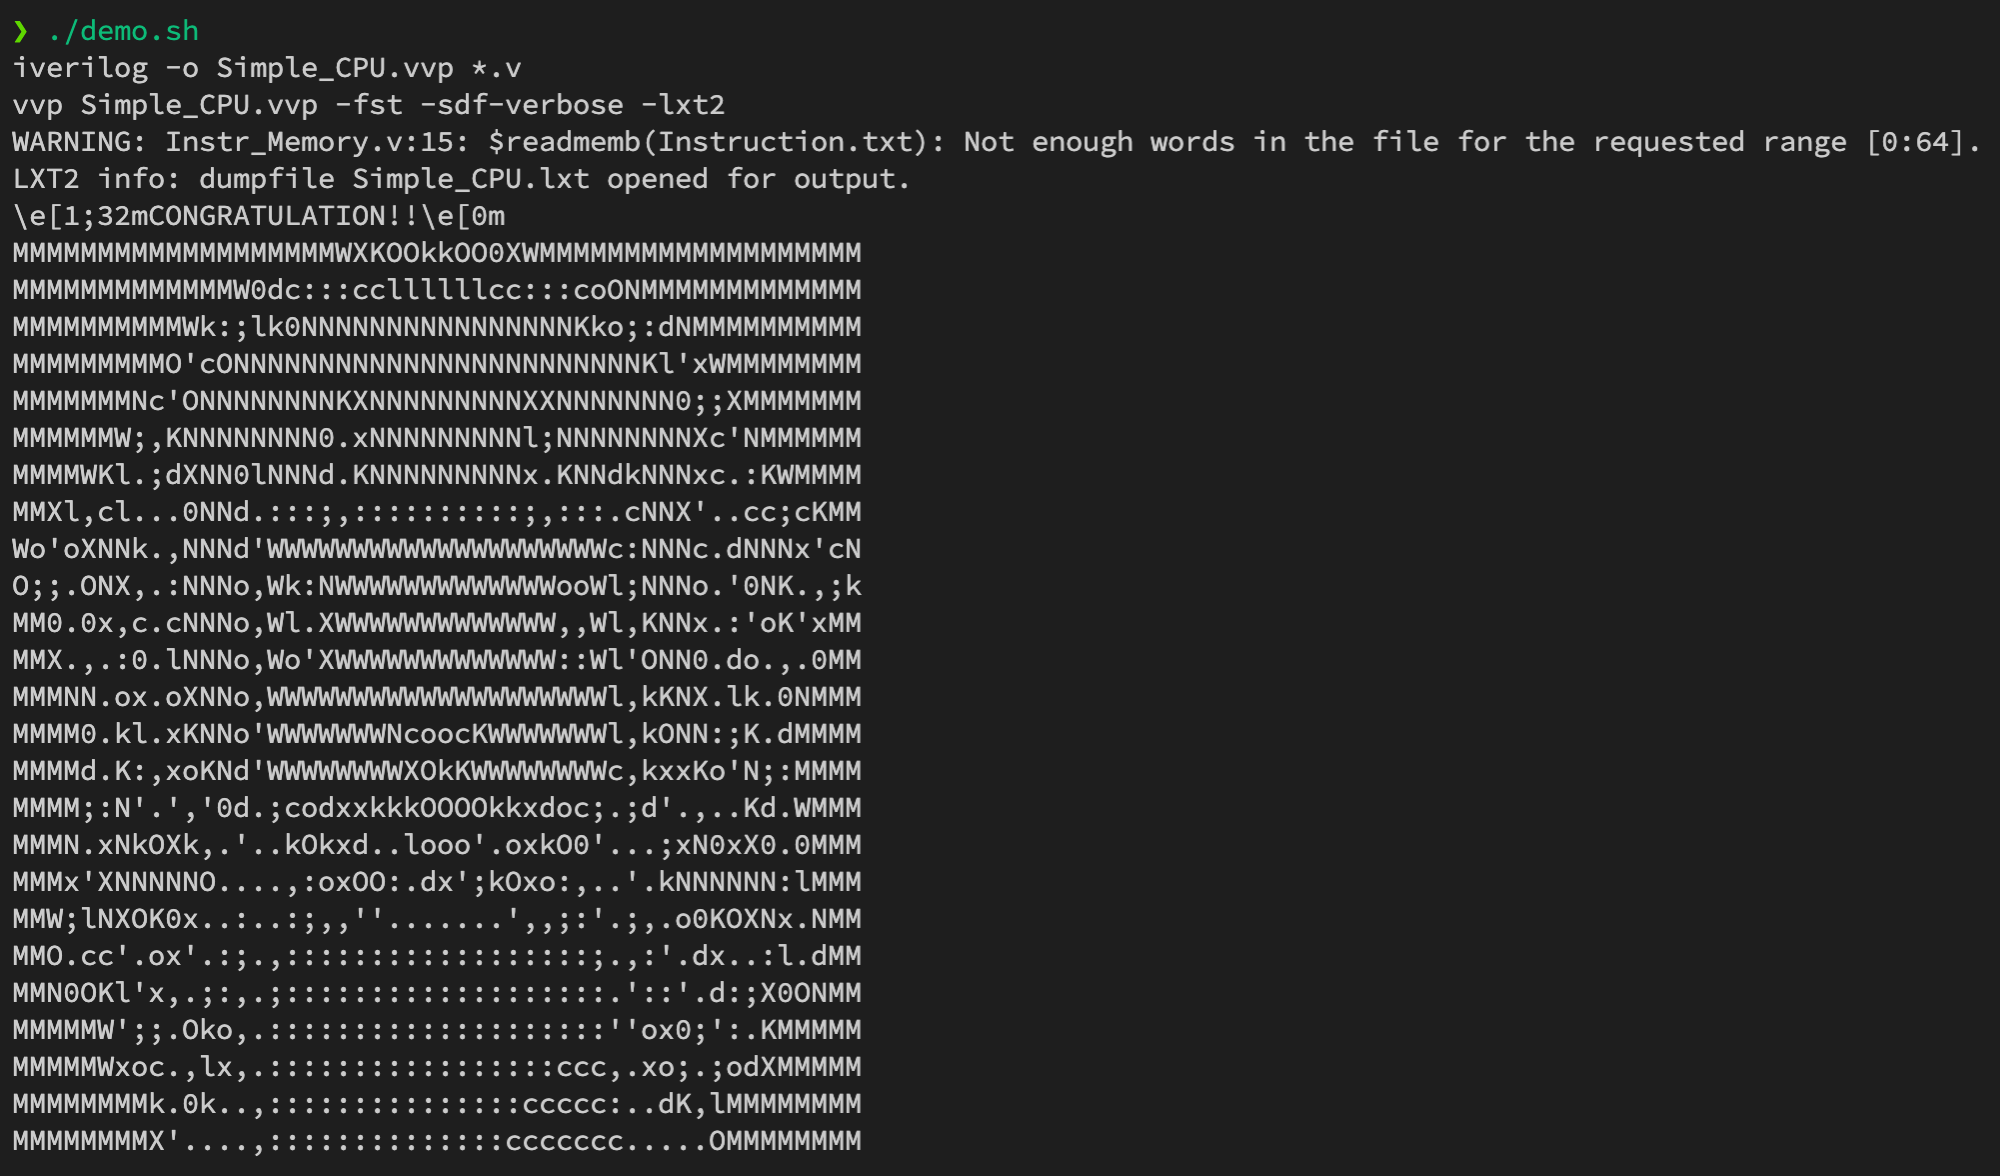 ❯ ./demo.sh
iverilog -o Simple_CPU.vvp *.v
vvp Simple_CPU.vvp -fst -sdf-verbose -lxt2
WARNING: Instr_Memory.v:15: $readmemb(Instruction.txt): Not enough words in the file for the requested range [0:64].
LXT2 info: dumpfile Simple_CPU.lxt opened for output.
\e[1;32mCONGRATULATION!!\e[0m
MMMMMMMMMMMMMMMMMMMWXKOOkkOO0XWMMMMMMMMMMMMMMMMMMM
MMMMMMMMMMMMMW0dc:::ccllllllcc:::coONMMMMMMMMMMMMM
MMMMMMMMMMWk:;lk0NNNNNNNNNNNNNNNNKko;:dNMMMMMMMMMM
MMMMMMMMMO'cONNNNNNNNNNNNNNNNNNNNNNNNKl'xWMMMMMMMM
MMMMMMMNc'ONNNNNNNNKXNNNNNNNNNXXNNNNNNN0;;XMMMMMMM
MMMMMMW;,KNNNNNNNN0.xNNNNNNNNNl;NNNNNNNNXc'NMMMMMM
MMMMWKl.;dXNN0lNNNd.KNNNNNNNNNx.KNNdkNNNxc.:KWMMMM
MMXl,cl...0NNd.:::;,::::::::::;,:::.cNNX'..cc;cKMM
Wo'oXNNk.,NNNd'WWWWWWWWWWWWWWWWWWWWc:NNNc.dNNNx'cN
O;;.ONX,.:NNNo,Wk:NWWWWWWWWWWWWWooWl;NNNo.'0NK.,;k
MM0.0x,c.cNNNo,Wl.XWWWWWWWWWWWWW,,Wl,KNNx.:'oK'xMM
MMX.,.:0.lNNNo,Wo'XWWWWWWWWWWWWW::Wl'ONN0.do.,.0MM
MMMNN.ox.oXNNo,WWWWWWWWWWWWWWWWWWWWl,kKNX.lk.0NMMM
MMMM0.kl.xKNNo'WWWWWWWNcoocKWWWWWWWl,kONN:;K.dMMMM
MMMMd.K:,xoKNd'WWWWWWWWXOkKWWWWWWWWc,kxxKo'N;:MMMM
MMMM;:N'.','0d.;codxxkkkOOOOkkxdoc;.;d'.,..Kd.WMMM
MMMN.xNkOXk,.'..kOkxd..looo'.oxkO0'...;xN0xX0.0MMM
MMMx'XNNNNNO....,:oxOO:.dx';kOxo:,..'.kNNNNNN:lMMM
MMW;lNXOK0x..:..:;,,''.......',,;:'.;,.o0KOXNx.NMM
MMO.cc'.ox'.:;.,::::::::::::::::::;.,:'.dx..:l.dMM
MMN0OKl'x,.;:,.;:::::::::::::::::::.'::'.d:;X0ONMM
MMMMMW';;.Oko,.::::::::::::::::::::''ox0;':.KMMMMM
MMMMMWxoc.,lx,.:::::::::::::::::ccc,.xo;.;odXMMMMM
MMMMMMMMk.0k..,:::::::::::::::ccccc:..dK,lMMMMMMMM
MMMMMMMMX'....,::::::::::::::ccccccc.....OMMMMMMMM